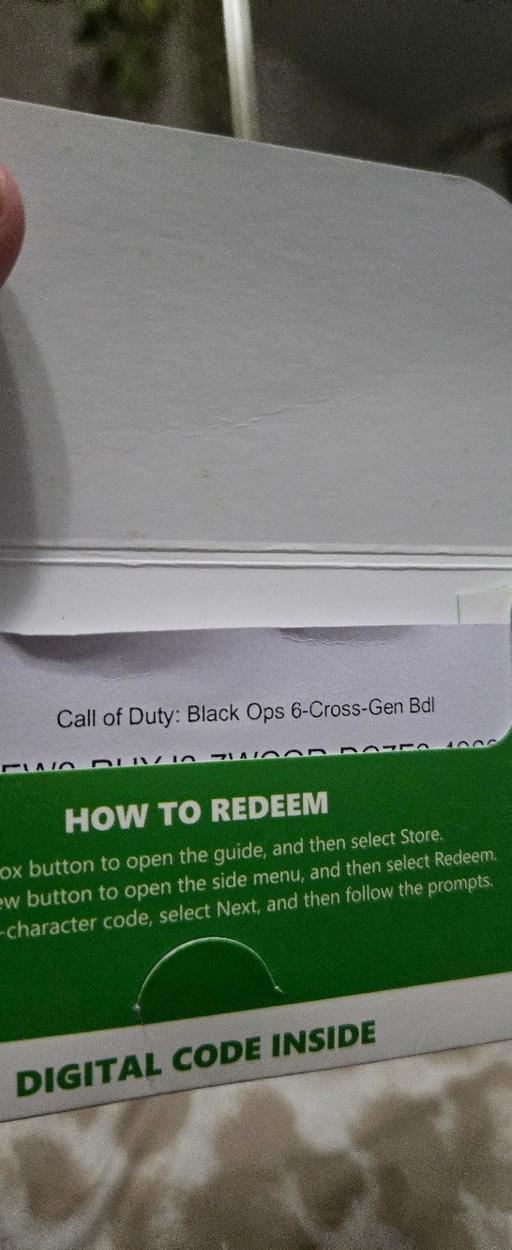 Call of Duty: Black Ops 6-Cross-Gen Bdl
HOW TO REDEEM
ox button to open the guide, and then select Store.
ew button to open the side menu, and then select Redeem.
-character code, select Next, and then follow the prompts.
DIGITAL CODE INSIDE